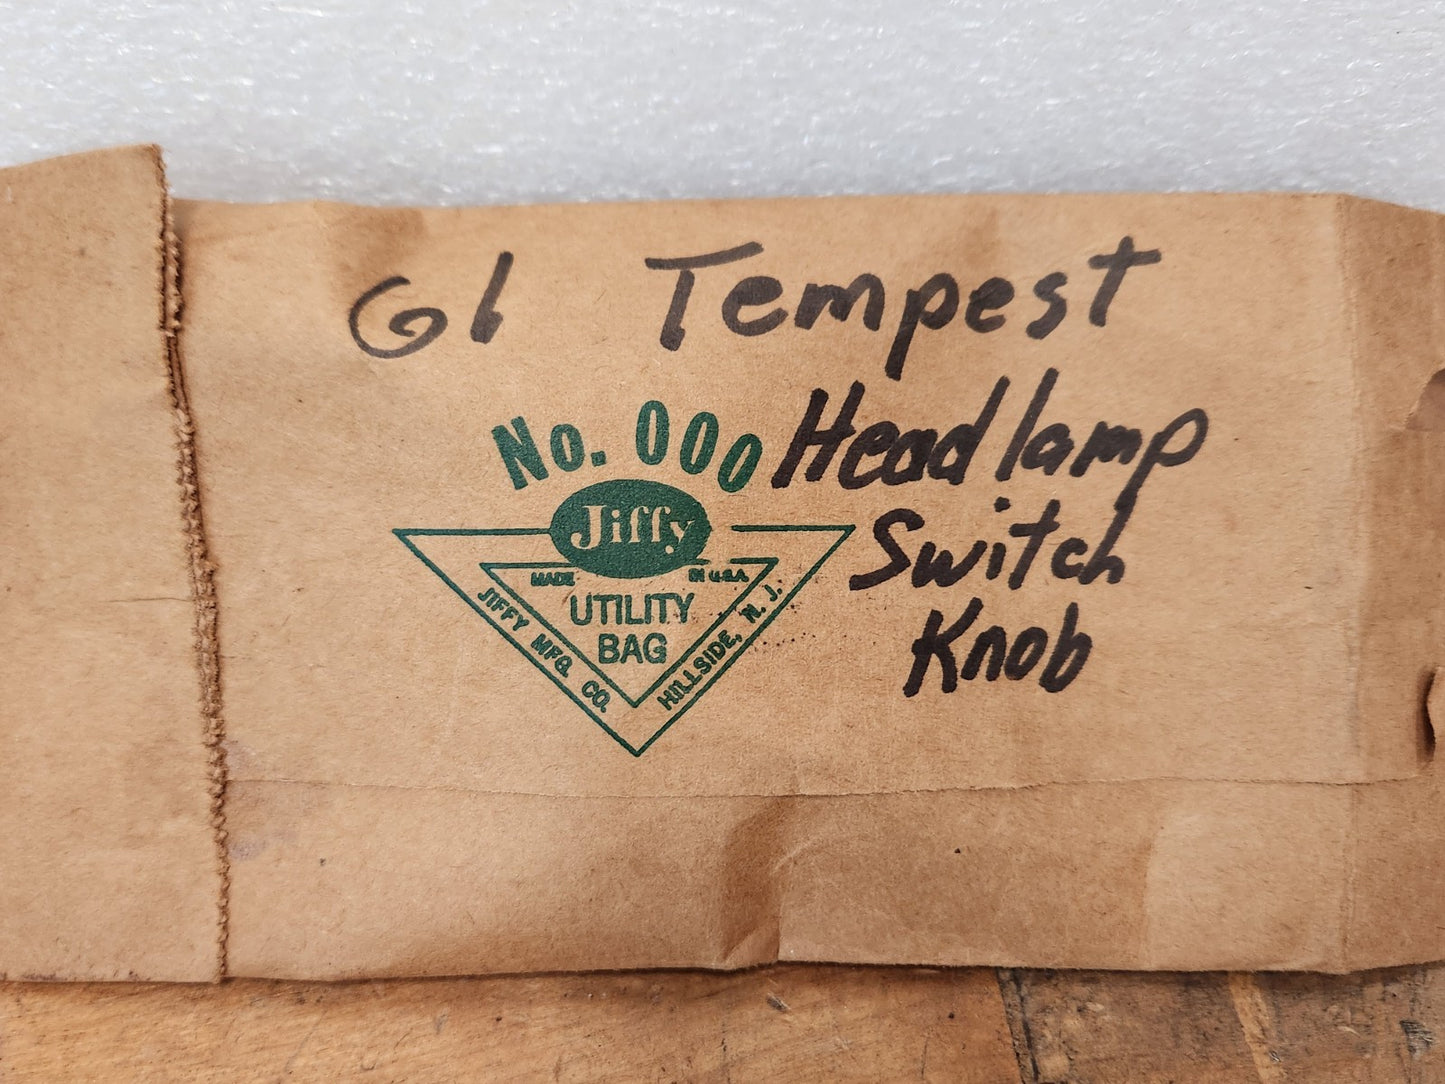 61 Tempest
Headlamp
Switch
Knob
No. 000
Jiffy
MADE IN U.S.A.
UTILITY
BAG
JIFFY MFG. CO. HILLSIDE, N. J.